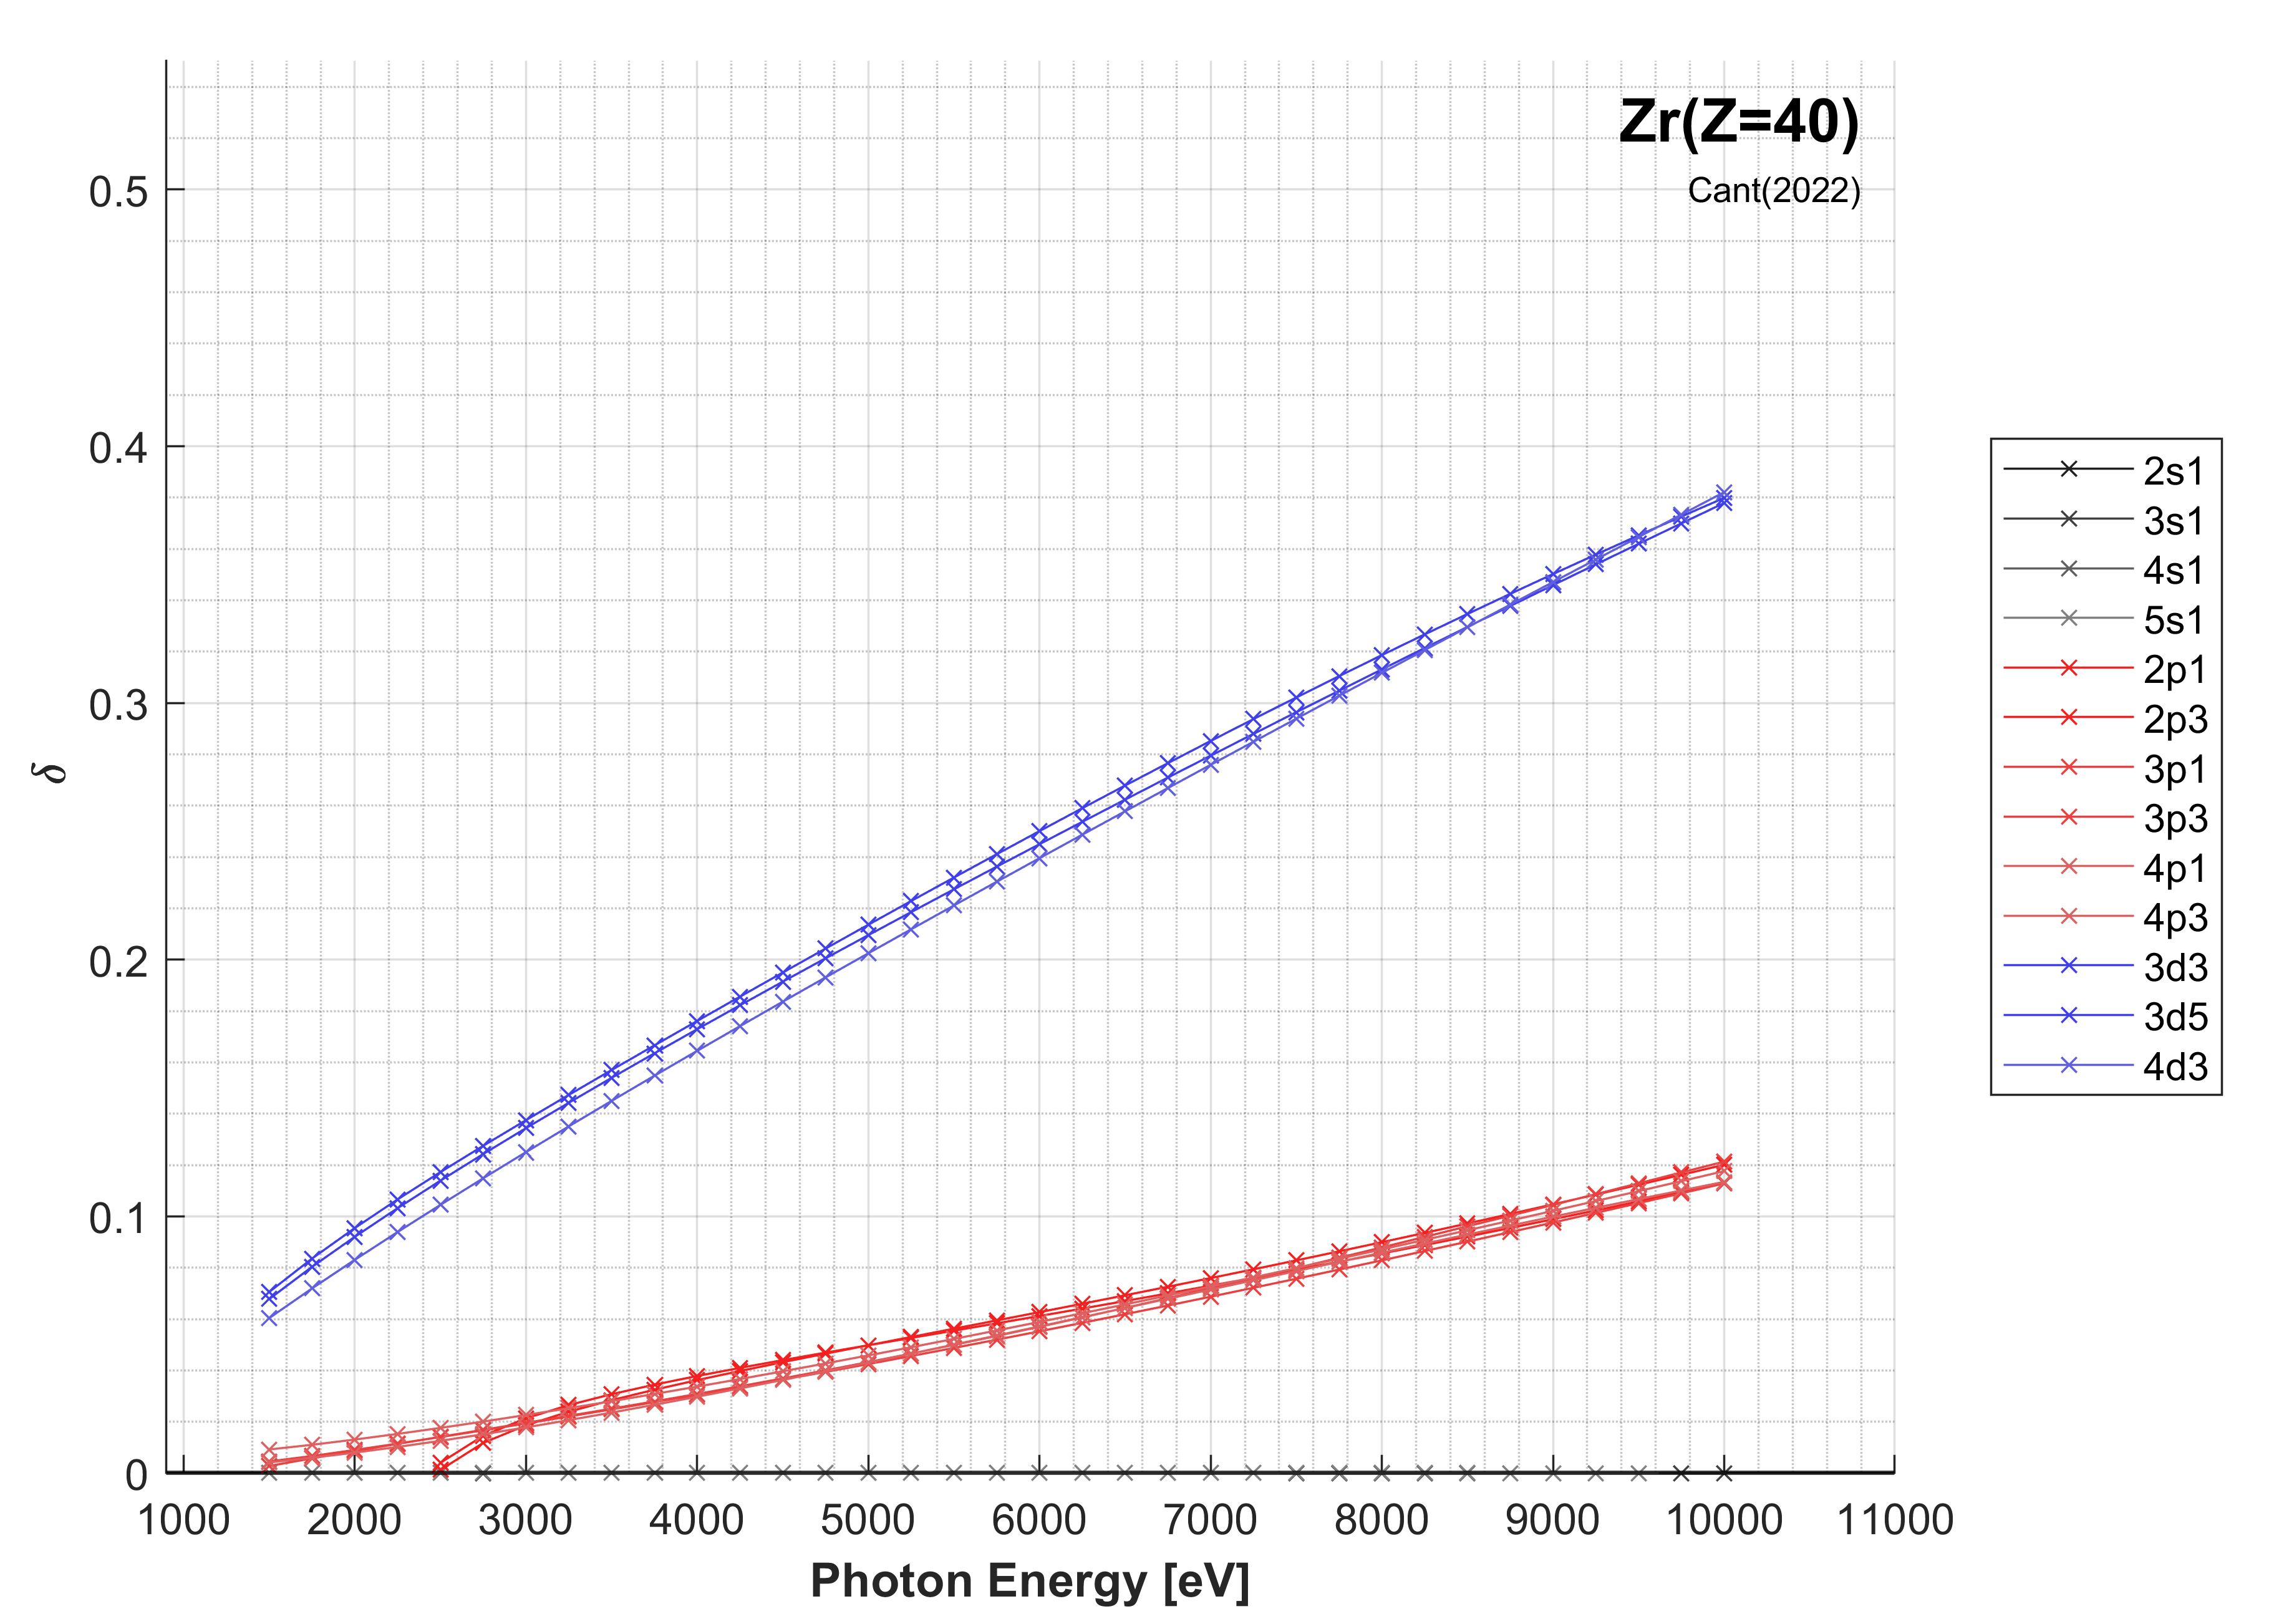 Zr(Z=40)
Cant(2022)
0.5
0.4
0.3
0.2
0.1
0
δ
1000 2000 3000 4000 5000 6000 7000 8000 9000 10000 11000
Photon Energy [eV]
2s1
3s1
4s1
5s1
2p1
2p3
3p1
3p3
4p1
4p3
3d3
3d5
4d3